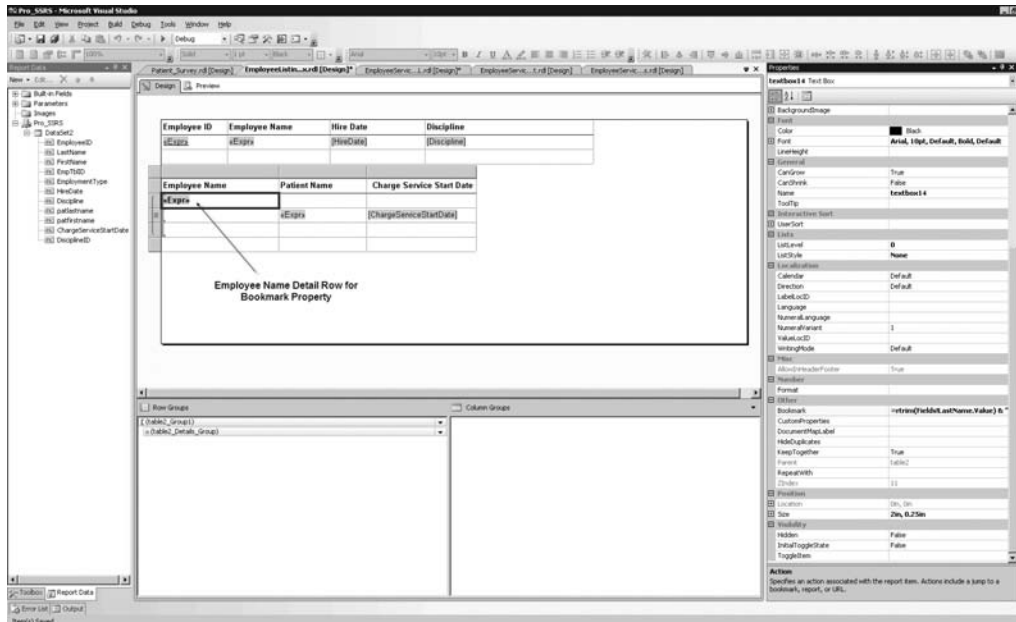 Pro_SSRS - Microsoft Visual Studio
File Edit View Project Build Debug Tools Window Help
Debug
Report Data
New
Built-in Fields
Parameters
Images
Pro_SSRS
DataSet2
EmployeeID
LastName
FirstName
EmpTblID
EmploymentType
HireDate
Discipline
patlastname
patfirstname
ChargeServiceStartDate
DisciplineID
Toolbox Report Data
Error List Output
Item(s) Saved
Patient_Survey.rdl [Design] EmployeeListin...x.rdl [Design]* EmployeeServic...
Design Preview
Employee ID Employee Name Hire Date Discipline
«Expr» «Expr» [HireDate] [Discipline]
Employee Name Patient Name Charge Service Start Date
«Expr»
«Expr» [ChargeServiceStartDate]
Employee Name Detail Row for
Bookmark Property
Row Groups Column Groups
(table2_Group1)
(table2_Details_Group)
Properties
textbox14 Text Box
BackgroundImage
Font
Color Black
Font Arial, 10pt, Default, Bold, Default
LineHeight
General
CanGrow True
CanShrink False
Name textbox14
ToolTip
Interactive Sort
UserSort
Lists
ListLevel 0
ListStyle None
Localization
Calendar Default
Direction Default
LabelLocID
Language
NumeralLanguage
NumeralVariant 1
ValueLocID
WritingMode Default
Misc
AllowInHeaderFooter True
Number
Format
Other
Bookmark =rtrim(Fields!LastName.Value) & "
CustomProperties
DocumentMapLabel
HideDuplicates
KeepTogether True
Parent table2
RepeatWith
ZIndex 11
Position
Location 0in, 0in
Size 2in, 0.25in
Visibility
Hidden False
InitialToggleState False
ToggleItem
Action
Specifies an action associated with the report item. Actions include a jump to a
bookmark, report, or URL.